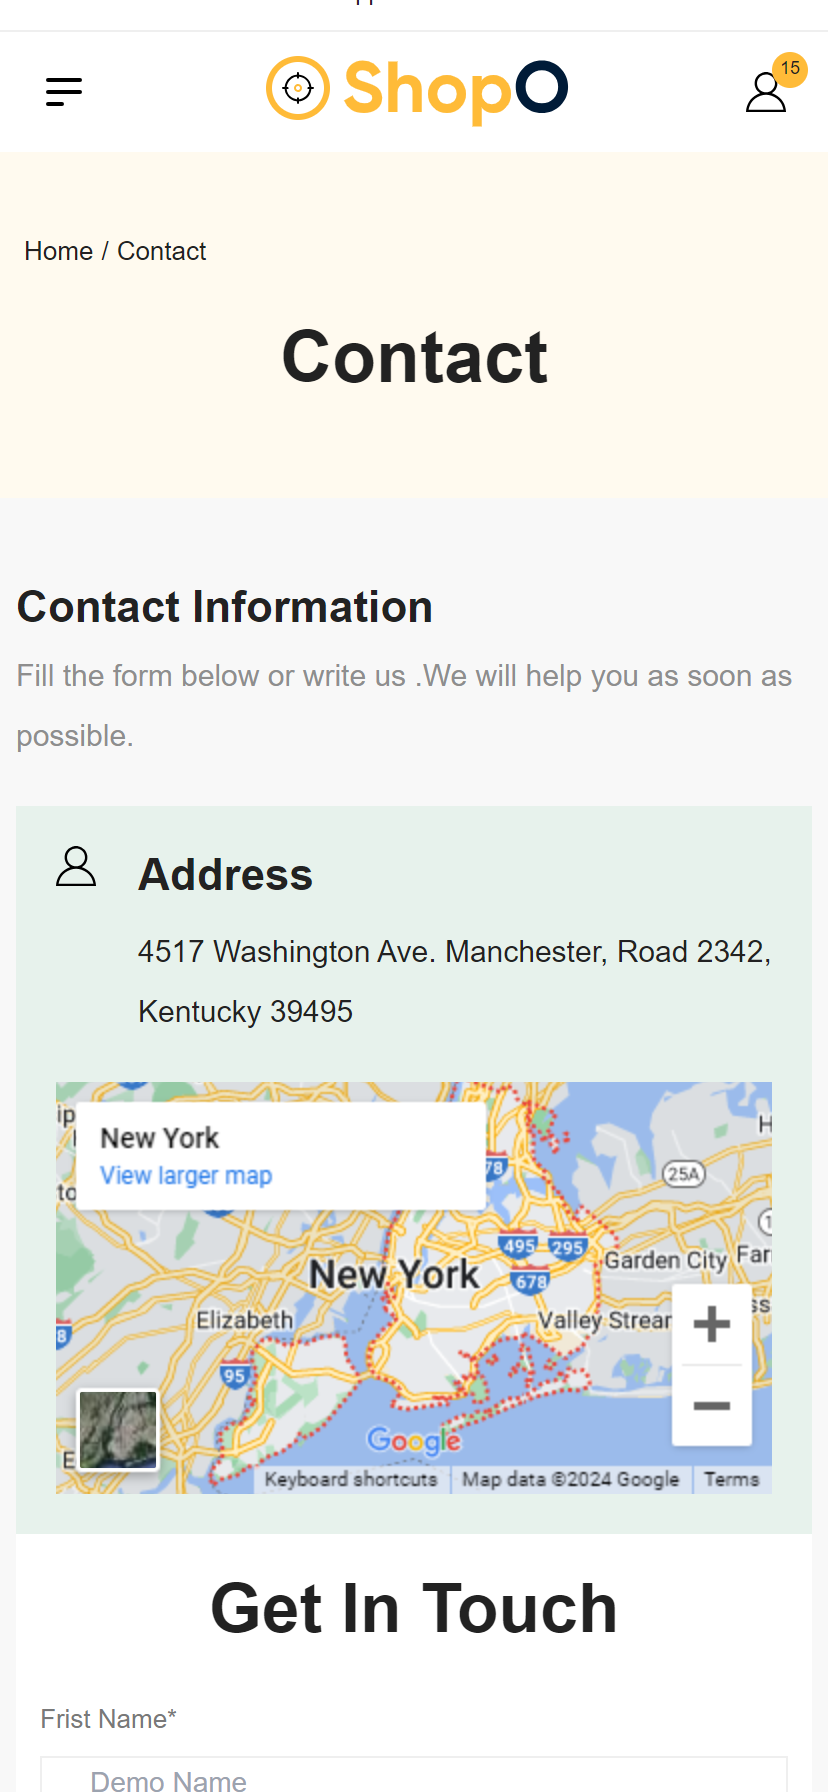 ShopO
15
Home / Contact
Contact
Contact Information
Fill the form below or write us .We will help you as soon as
possible.
Address
4517 Washington Ave. Manchester, Road 2342,
Kentucky 39495
New York
View larger map
78
25A
495
295
678
Garden City
New York
Elizabeth
Valley Strear
95
Google
Keyboard shortcuts
Map data ©2024 Google
Terms
Get In Touch
Frist Name*
Demo Name